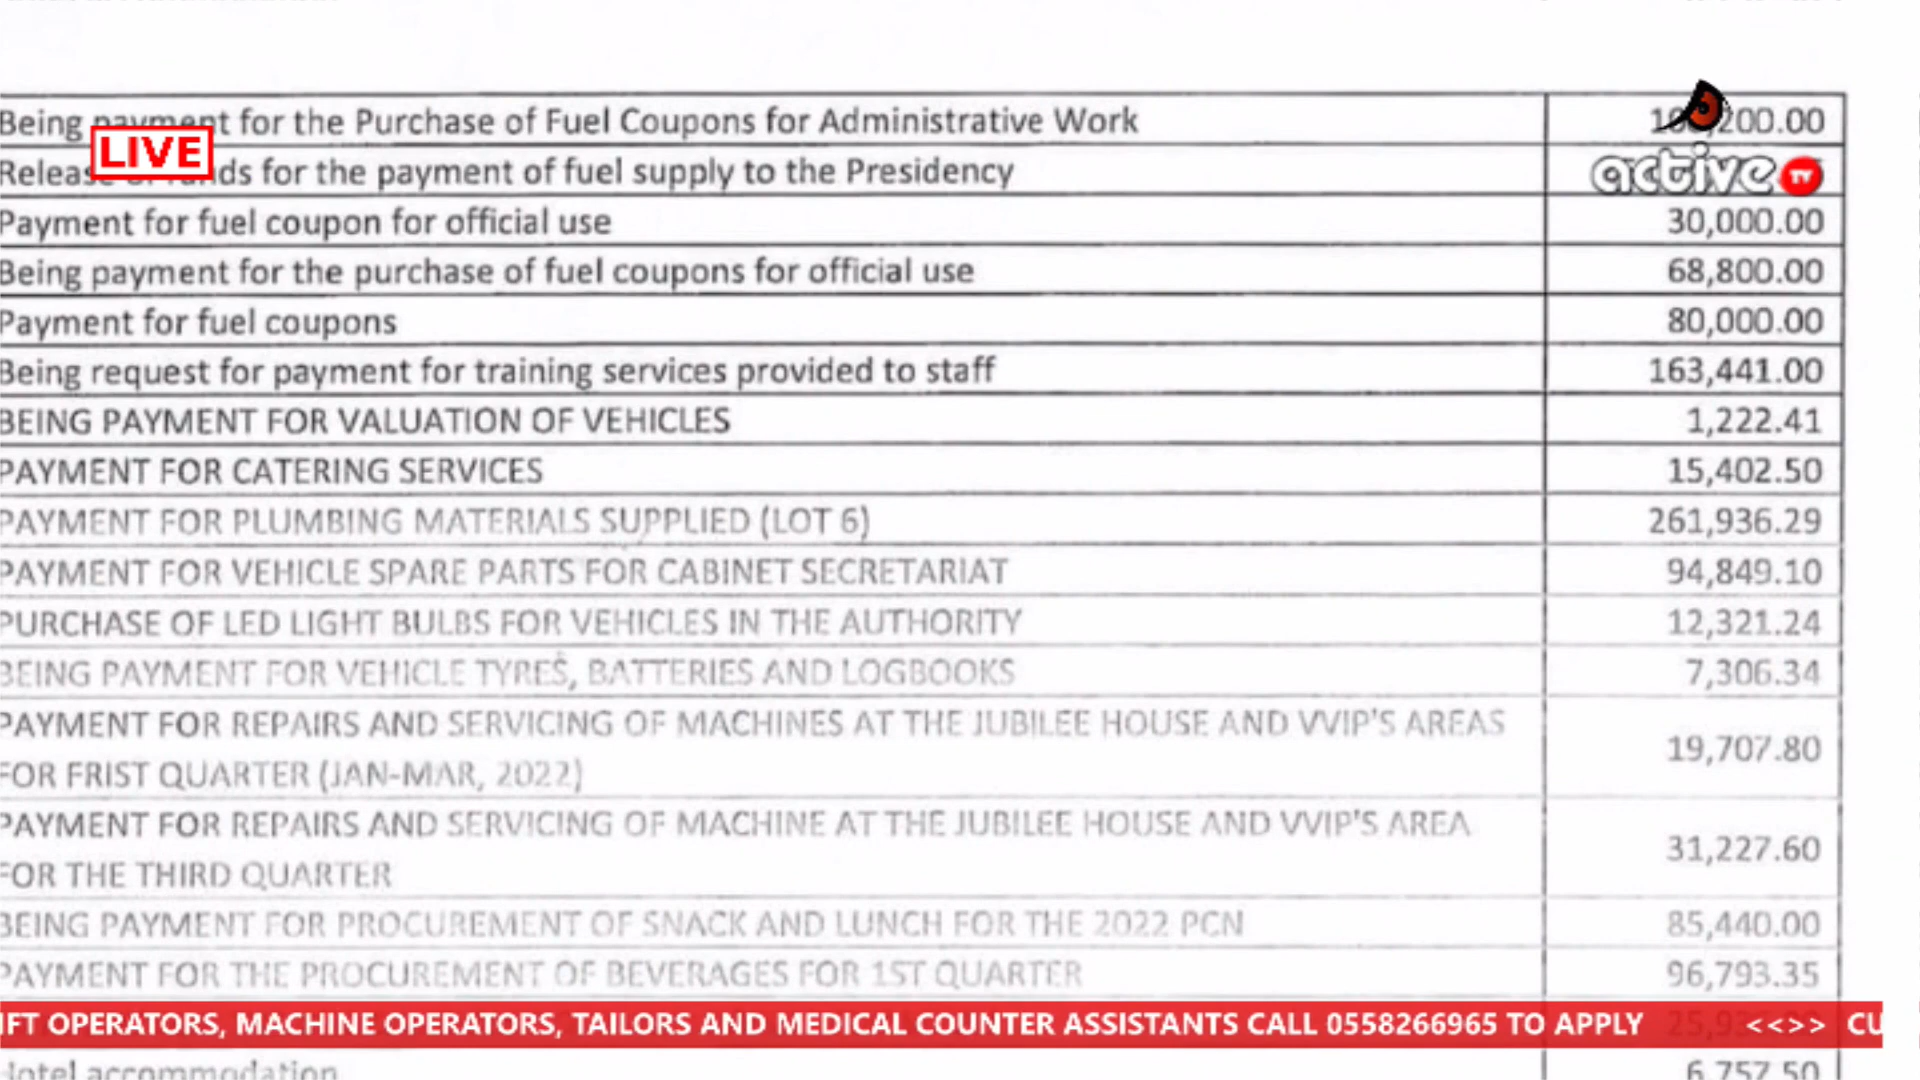 Being payment for the Purchase of Fuel Coupons for Administrative Work 200.00
LIVE
funds for the payment of fuel supply to the Presidency
active TV
Payment for fuel coupon for official use 30,000.00
Being payment for the purchase of fuel coupons for official use 68,800.00
Payment for fuel coupons 80,000.00
Being request for payment for training services provided to staff 163,441.00
BEING PAYMENT FOR VALUATION OF VEHICLES 1,222.41
PAYMENT FOR CATERING SERVICES 15,402.50
PAYMENT FOR PLUMBING MATERIALS SUPPLIED (LOT 6) 261,936.29
PAYMENT FOR VEHICLE SPARE PARTS FOR CABINET SECRETARIAT 94,849.10
PURCHASE OF LED LIGHT BULBS FOR VEHICLES IN THE AUTHORITY 12,321.24
BEING PAYMENT FOR VEHICLE TYRES, BATTERIES AND LOGBOOKS 7,306.34
PAYMENT FOR REPAIRS AND SERVICING OF MACHINES AT THE JUBILEE HOUSE AND VVIP'S AREAS
FOR FRIST QUARTER (JAN-MAR, 2022) 19,707.80
PAYMENT FOR REPAIRS AND SERVICING OF MACHINE AT THE JUBILEE HOUSE AND VVIP'S AREA
FOR THE THIRD QUARTER 31,227.60
BEING PAYMENT FOR PROCUREMENT OF SNACK AND LUNCH FOR THE 2022 PCN 85,440.00
PAYMENT FOR THE PROCUREMENT OF BEVERAGES FOR 1ST QUARTER 96,793.35
IFT OPERATORS, MACHINE OPERATORS, TAILORS AND MEDICAL COUNTER ASSISTANTS CALL 0558266965 TO APPLY <<>> CU
Hotel accommodation 6,757.50